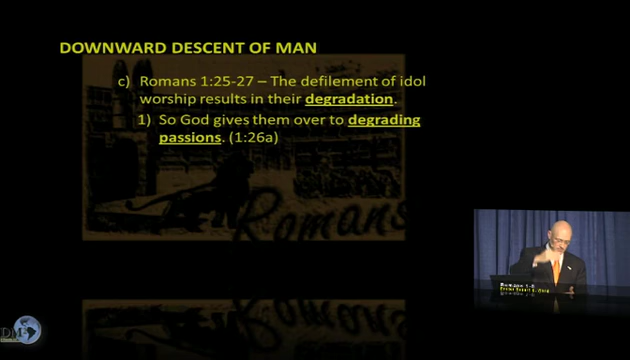 DOWNWARD DESCENT OF MAN
c) Romans 1:25-27 – The defilement of idol
worship results in their degradation.
1) So God gives them over to degrading
passions. (1:26a)
Romans
DM